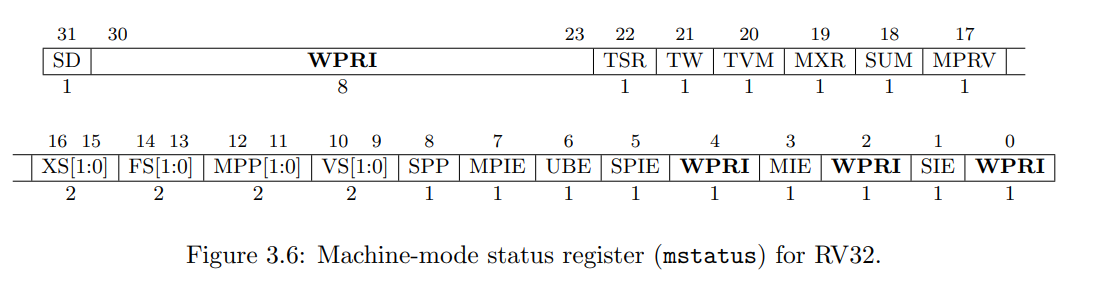 31 30 23 22 21 20 19 18 17
SD WPRI TSR TW TVM MXR SUM MPRV
1 8 1 1 1 1 1 1
16 15 14 13 12 11 10 9 8 7 6 5 4 3 2 1 0
XS[1:0] FS[1:0] MPP[1:0] VS[1:0] SPP MPIE UBE SPIE WPRI MIE WPRI SIE WPRI
2 2 2 2 1 1 1 1 1 1 1 1 1
Figure 3.6: Machine-mode status register (mstatus) for RV32.